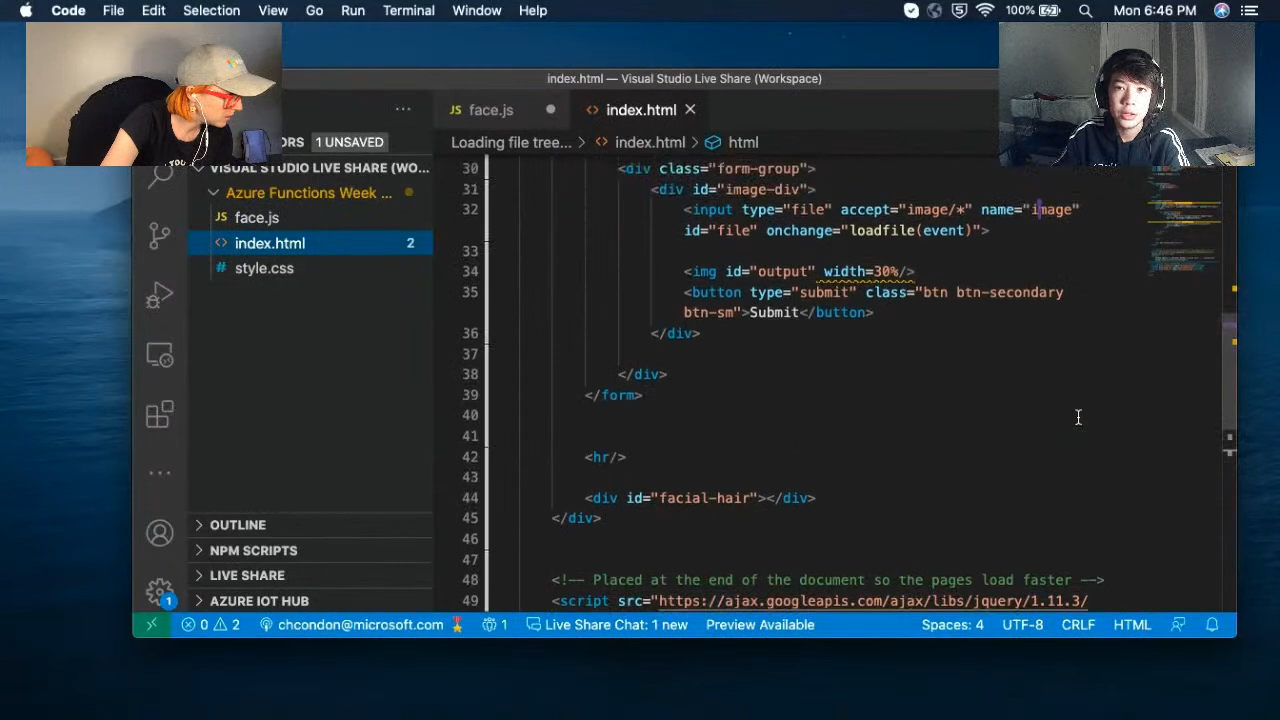 Code File Edit Selection View Go Run Terminal Window Help 100% Mon 6:46 PM
index.html — Visual Studio Live Share (Workspace)
JS face.js index.html
ORS 1 UNSAVED
Loading file tree... > index.html > html
VISUAL STUDIO LIVE SHARE (WO...
Azure Functions Week ...
JS face.js
index.html 2
# style.css
OUTLINE
NPM SCRIPTS
LIVE SHARE
AZURE IOT HUB
30 <div class="form-group">
31 <div id="image-div">
32 <input type="file" accept="image/*" name="image"
id="file" onchange="loadfile(event)">
33
34 <img id="output" width=30%/>
35 <button type="submit" class="btn btn-secondary
btn-sm">Submit</button>
36 </div>
37
38 </div>
39 </form>
40
41
42 <hr/>
43
44 <div id="facial-hair"></div>
45 </div>
46
47
48 <!-- Placed at the end of the document so the pages load faster -->
49 <script src="https://ajax.googleapis.com/ajax/libs/jquery/1.11.3/
1
0 2 chcondon@microsoft.com 1 Live Share Chat: 1 new Preview Available Spaces: 4 UTF-8 CRLF HTML